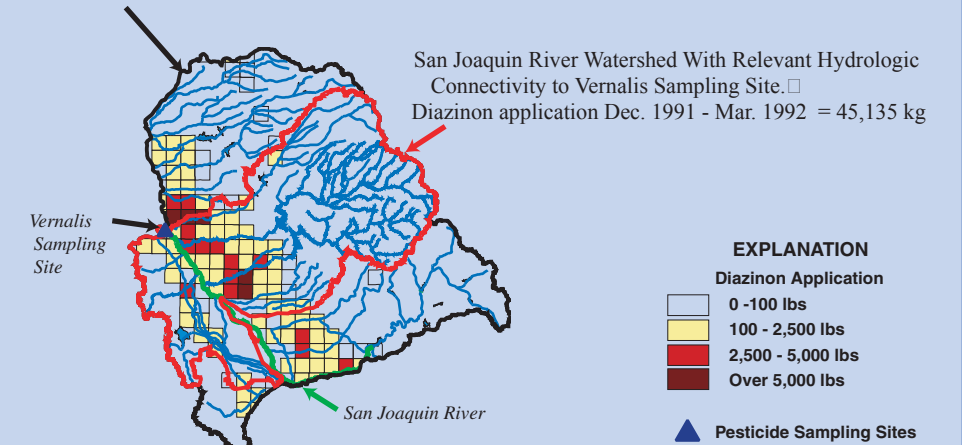 San Joaquin River Watershed With Relevant Hydrologic
Connectivity to Vernalis Sampling Site.□
Diazinon application Dec. 1991 - Mar. 1992 = 45,135 kg
Vernalis
Sampling
Site
EXPLANATION
Diazinon Application
0 -100 lbs
100 - 2,500 lbs
2,500 - 5,000 lbs
Over 5,000 lbs
San Joaquin River
Pesticide Sampling Sites